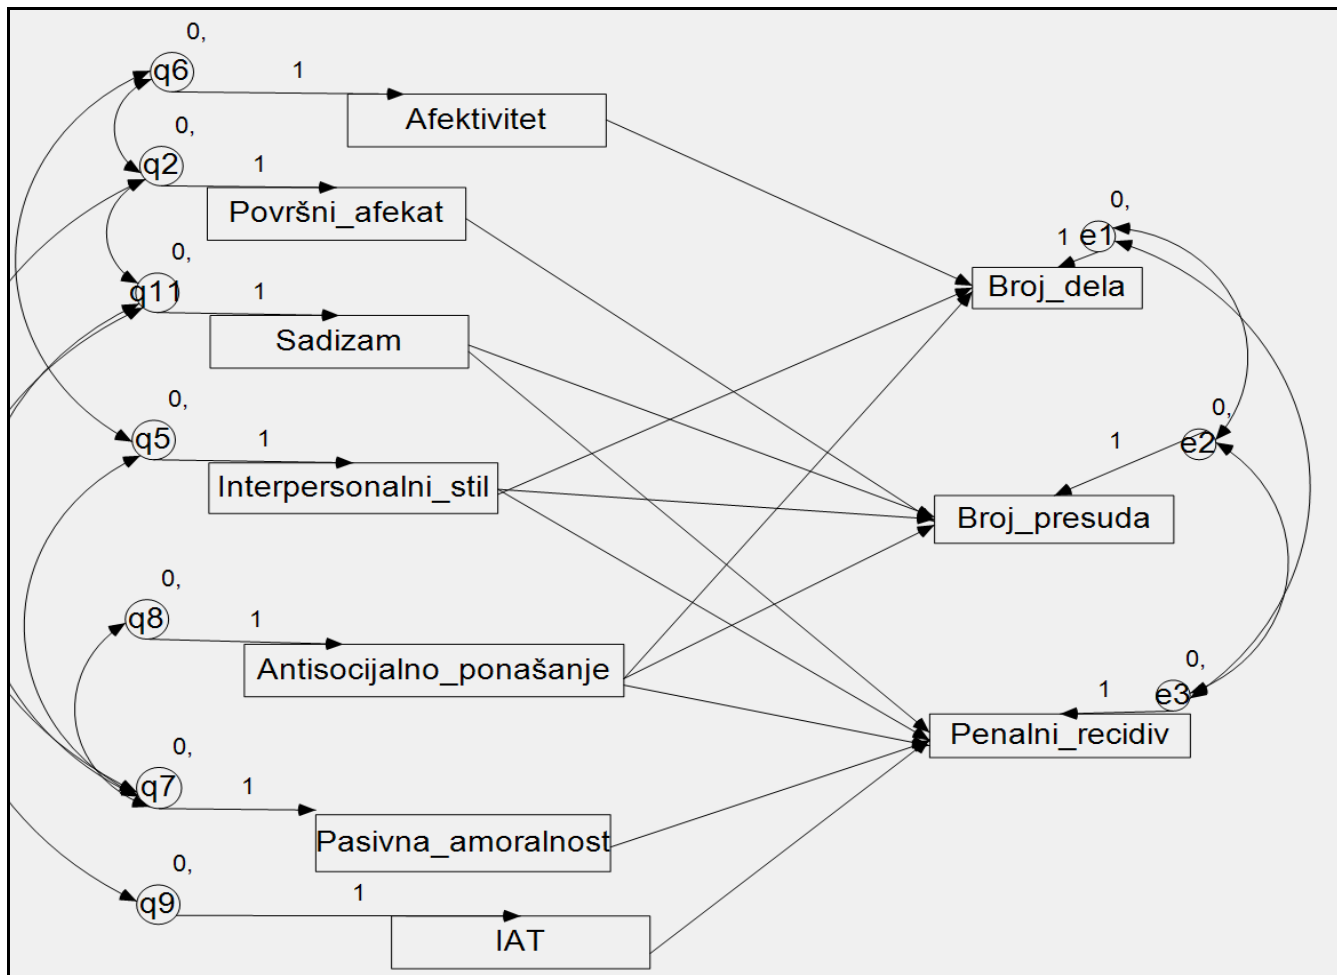 0,
q6
1
Afektivitet
0,
q2
1
Površni_afekat
0,
q11
1
Sadizam
0,
q5
1
Interpersonalni_stil
0,
q8
1
Antisocijalno_ponašanje
0,
q7
1
Pasivna_amoralnost
0,
q9
1
IAT
0,
e1
1
Broj_dela
0,
e2
1
Broj_presuda
0,
e3
1
Penalni_recidiv